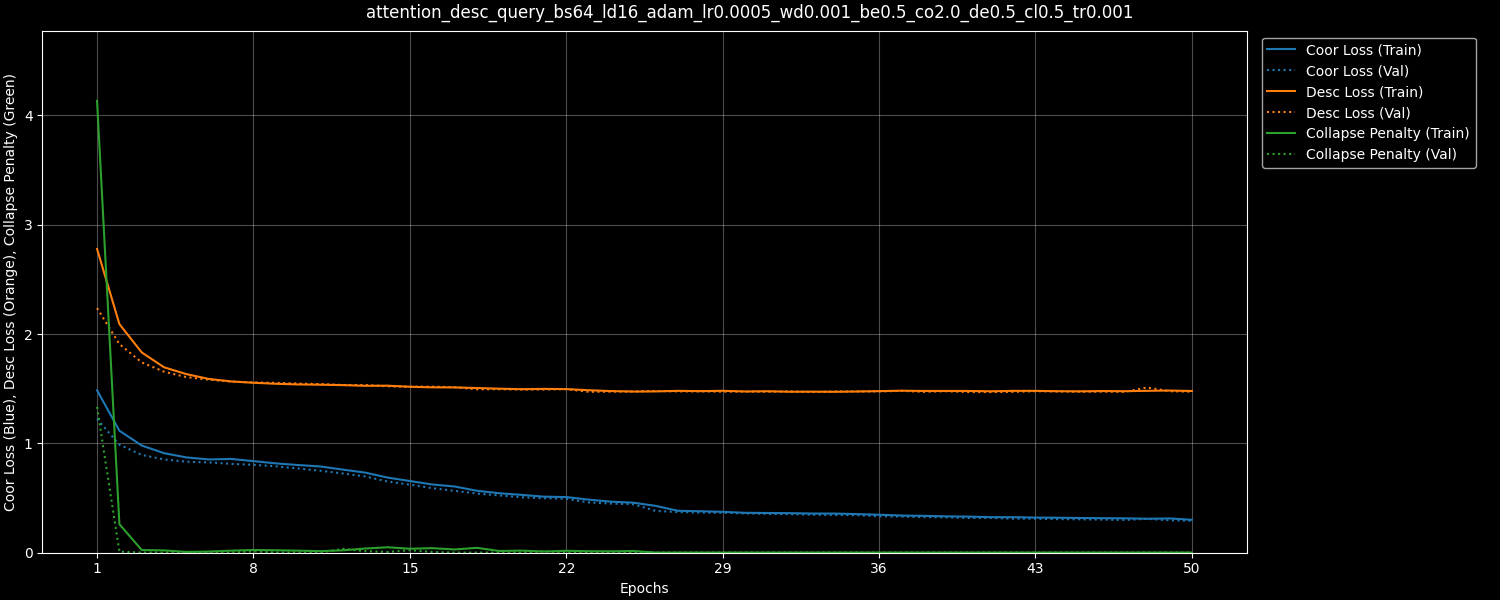 attention_desc_query_bs64_ld16_adam_lr0.0005_wd0.001_be0.5_co2.0_de0.5_cl0.5_tr0.001
Coor Loss (Blue), Desc Loss (Orange), Collapse Penalty (Green)
4
3
2
1
0
1 8 15 22 29 36 43 50
Epochs
Coor Loss (Train)
Coor Loss (Val)
Desc Loss (Train)
Desc Loss (Val)
Collapse Penalty (Train)
Collapse Penalty (Val)